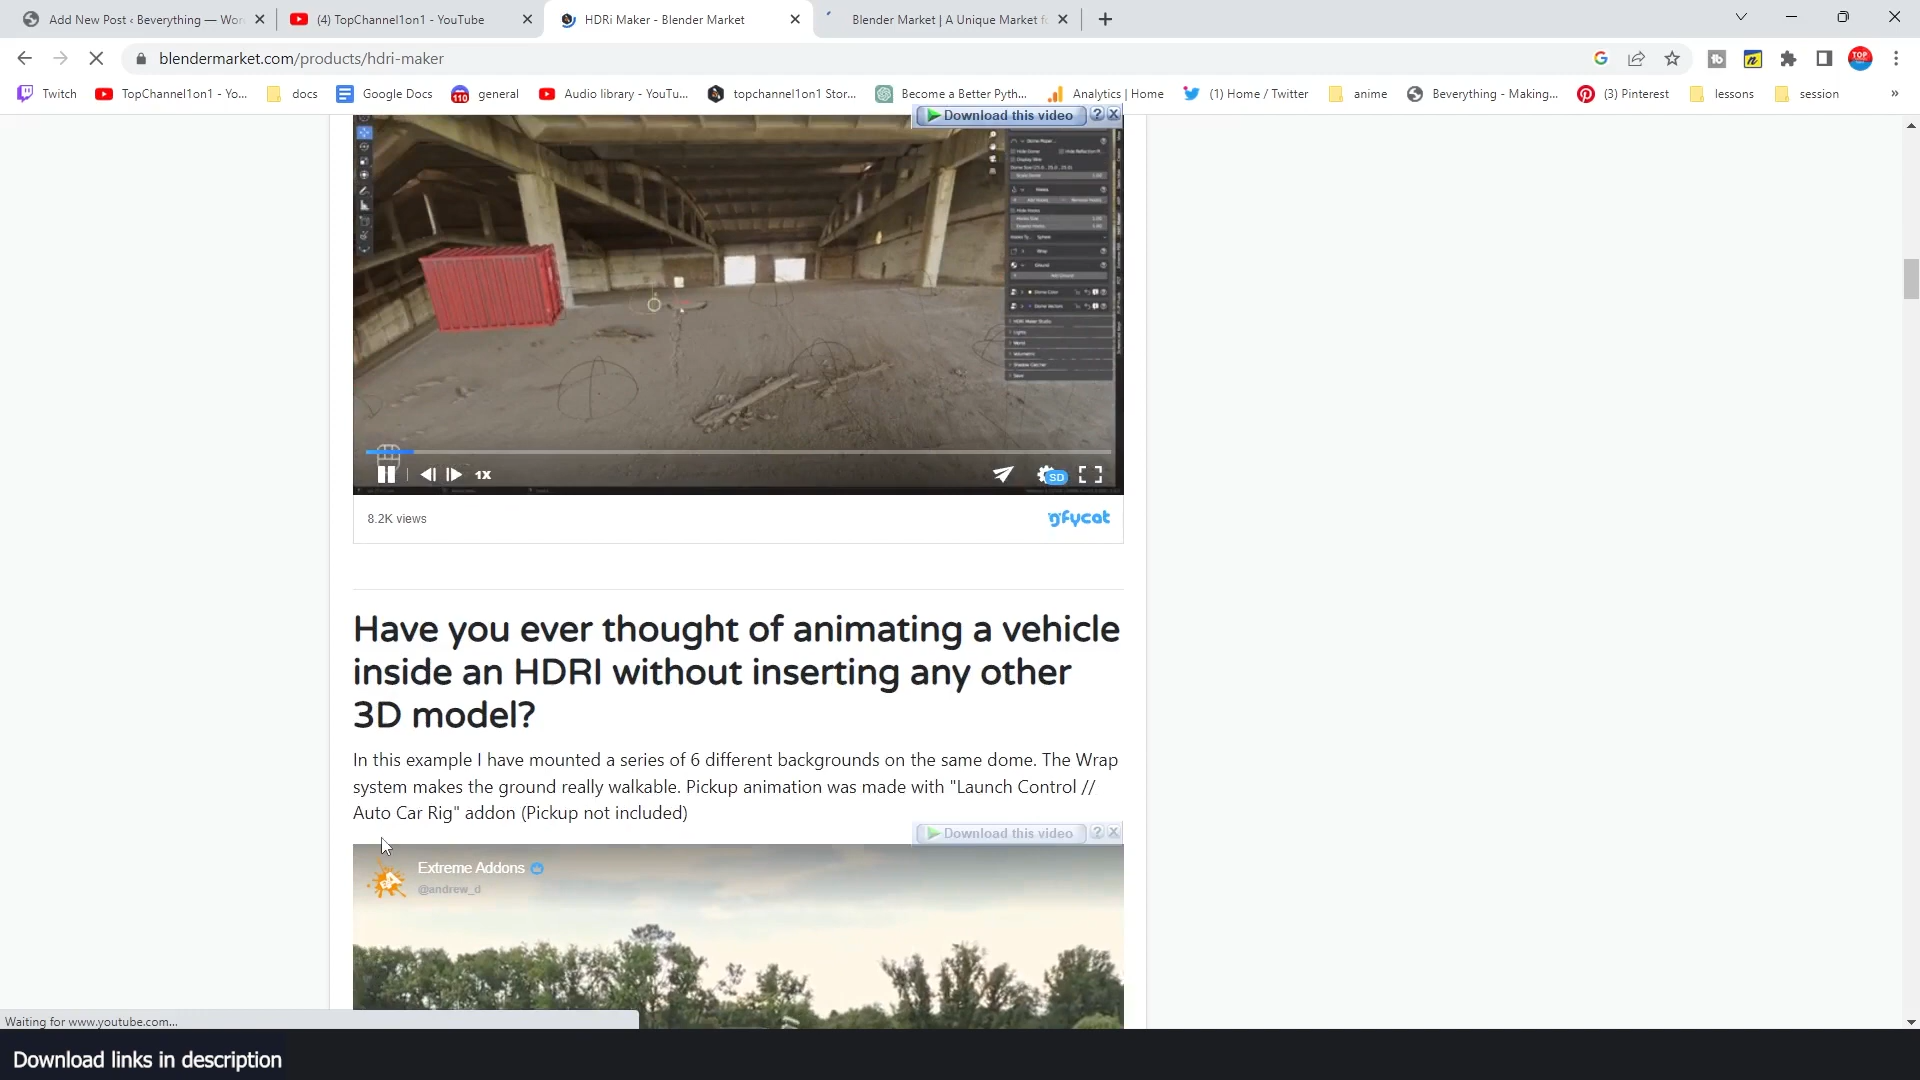 Add New Post ‹ Beverything — Wor
(4) TopChannel1on1 - YouTube
HDRi Maker - Blender Market
Blender Market | A Unique Market fo
blendermarket.com/products/hdri-maker
Twitch
TopChannel1on1 - Yo...
docs
Google Docs
110
general
Audio library - YouTu...
topchannel1on1 Stor...
Become a Better Pyth...
Analytics | Home
(1) Home / Twitter
anime
Beverything - Making...
(3) Pinterest
lessons
session
»
Download this video
?
1X
SD
8.2K views
gfycat
Have you ever thought of animating a vehicle
inside an HDRI without inserting any other
3D model?
In this example I have mounted a series of 6 different backgrounds on the same dome. The Wrap
system makes the ground really walkable. Pickup animation was made with "Launch Control //
Auto Car Rig" addon (Pickup not included)
Download this video
?
Extreme Addons
@andrew_d
Waiting for www.youtube.com...
Download links in description